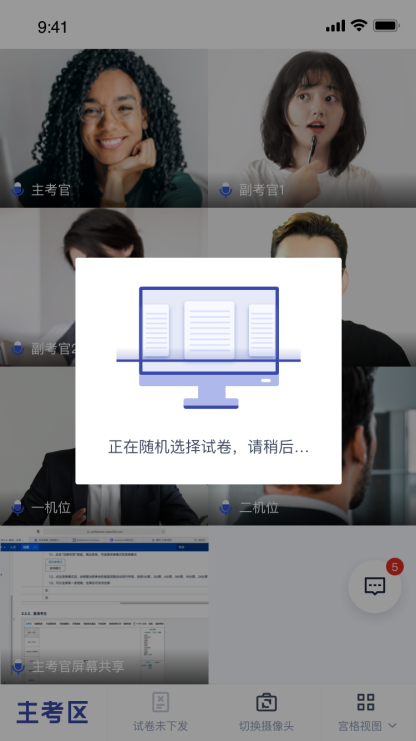 9:41
主考官
副考官1
副考官2
正在随机选择试卷，请稍后...
一机位
二机位
主考官屏幕共享
5
主考区
试卷未下发
切换摄像头
宫格视图